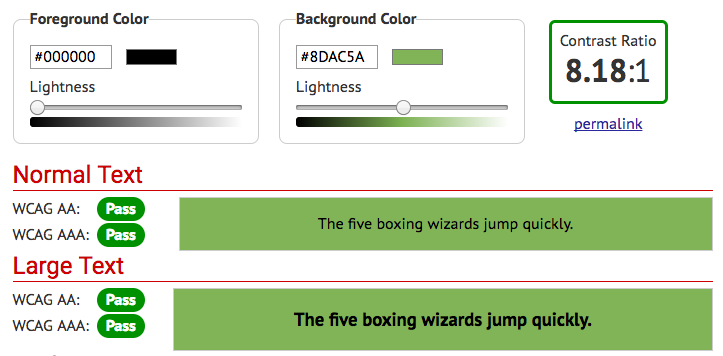 Foreground Color
Background Color
#000000
#8DAC5A
Lightness
Lightness
Contrast Ratio
8.18:1
permalink
Normal Text
WCAG AA: Pass
WCAG AAA: Pass
The five boxing wizards jump quickly.
Large Text
WCAG AA: Pass
WCAG AAA: Pass
The five boxing wizards jump quickly.